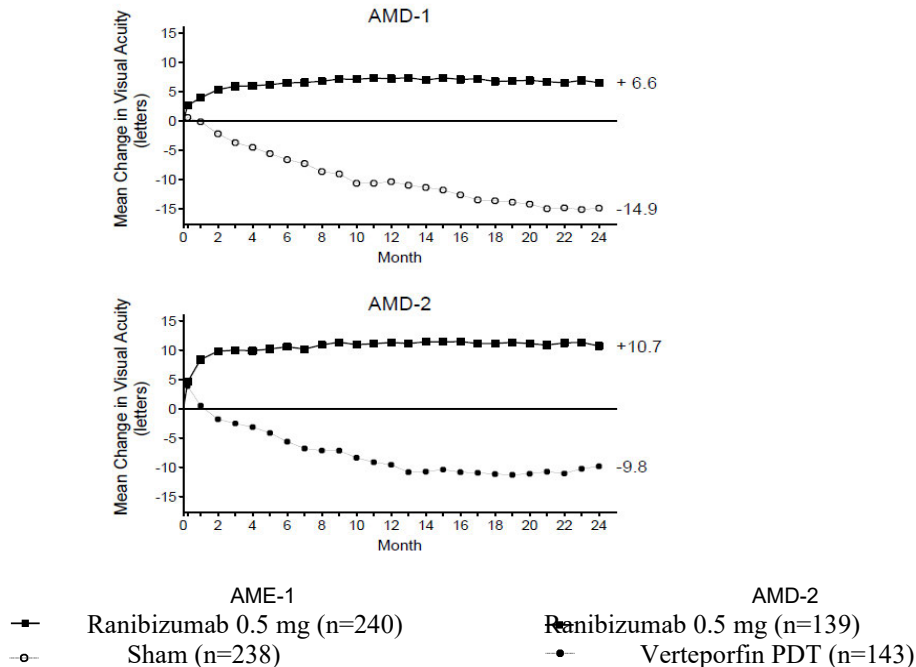 AMD-1
Mean Change in Visual Acuity
(letters)
15
10
5
0
-5
-10
-15
+ 6.6
-14.9
0 2 4 6 8 10 12 14 16 18 20 22 24
Month
AMD-2
Mean Change in Visual Acuity
(letters)
15
10
5
0
-5
-10
-15
+10.7
-9.8
0 2 4 6 8 10 12 14 16 18 20 22 24
Month
AME-1 AMD-2
Ranibizumab 0.5 mg (n=240) Ranibizumab 0.5 mg (n=139)
Sham (n=238) Verteporfin PDT (n=143)